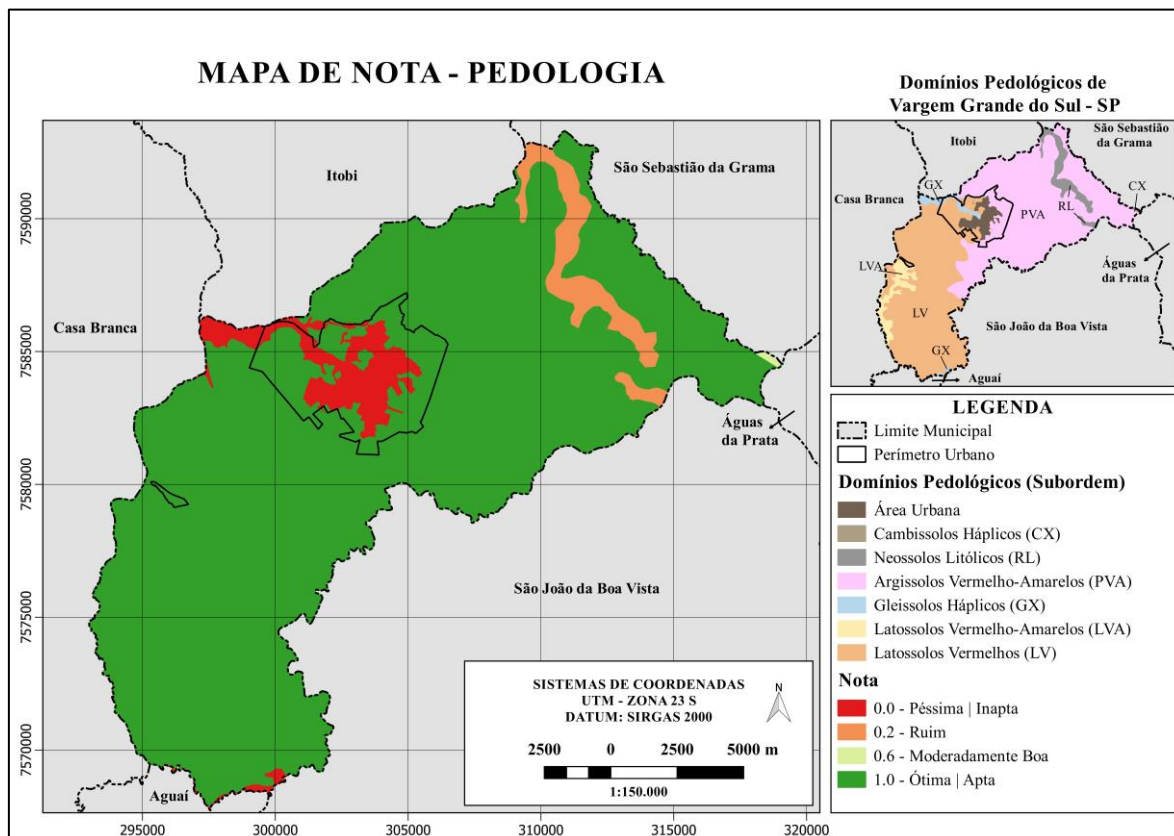 MAPA DE NOTA - PEDOLOGIA
Itobi
São Sebastião da Grama
Casa Branca
Águas
da Prata
São João da Boa Vista
Aguaí
7590000
7585000
7580000
7575000
7570000
295000
300000
305000
310000
315000
320000
SISTEMAS DE COORDENADAS
UTM - ZONA 23 S
DATUM: SIRGAS 2000
N
2500 0 2500 5000 m
1:150.000
Domínios Pedológicos de
Vargem Grande do Sul - SP
Itobi
São Sebastião
da Grama
GX
CX
Casa Branca
RL
PVA
Águas
da Prata
LVA
LV
São João da Boa Vista
GX
Aguaí
LEGENDA
Limite Municipal
Perímetro Urbano
Domínios Pedológicos (Subordem)
Área Urbana
Cambissolos Háplicos (CX)
Neossolos Litólicos (RL)
Argissolos Vermelho-Amarelos (PVA)
Gleissolos Háplicos (GX)
Latossolos Vermelho-Amarelos (LVA)
Latossolos Vermelhos (LV)
Nota
0.0 - Péssima | Inapta
0.2 - Ruim
0.6 - Moderadamente Boa
1.0 - Ótima | Apta